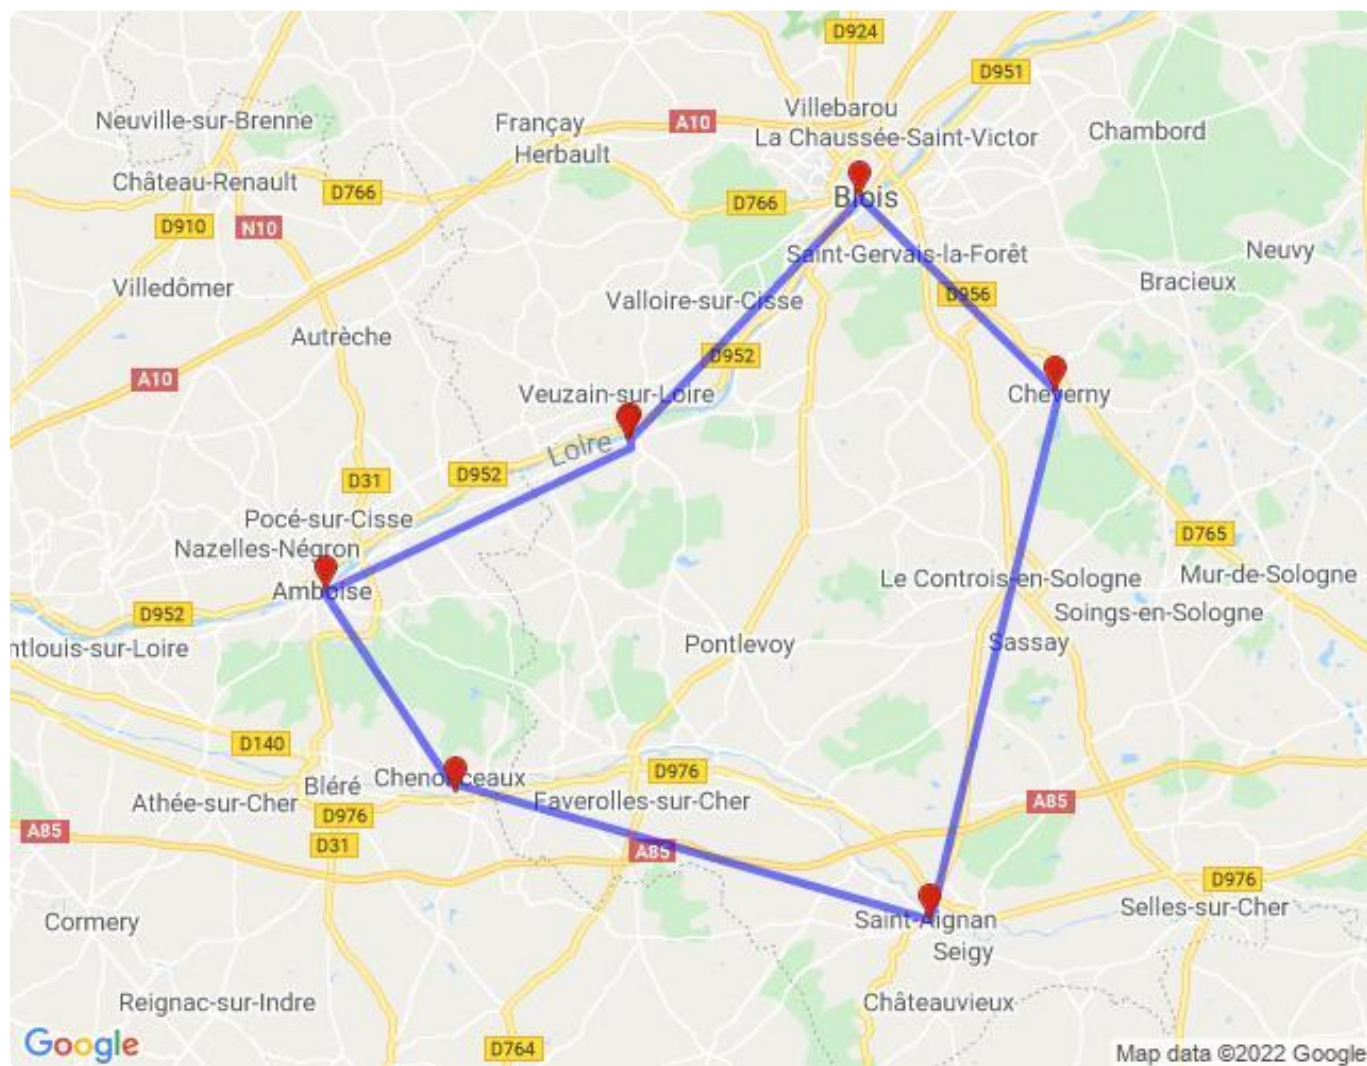 D924
D951
Villebarou
Neuville-sur-Brenne
Françay
A10
Chambord
La Chaussée-Saint-Victor
Herbault
Château-Renault
D766
D766
Blois
D910
N10
Saint-Gervais-la-Forêt
Neuvy
Bracieux
Villedômer
D956
Valloire-sur-Cisse
Autrèche
D952
A10
Veuzain-sur-Loire
Cheverny
Loire
D952
D31
Pocé-sur-Cisse
D765
Nazelles-Négron
Le Controis-en-Sologne
Mur-de-Sologne
Amboise
D952
Soings-en-Sologne
ntlouis-sur-Loire
Pontlevoy
Sassay
D140
D976
Chenonceaux
Bléré
Athée-sur-Cher
Faverolles-sur-Cher
A85
D976
A85
D31
A85
D976
Cormery
Saint-Aignan
Selles-sur-Cher
Seigy
Reignac-sur-Indre
Châteauvieux
Google
D764
Map data ©2022 Google